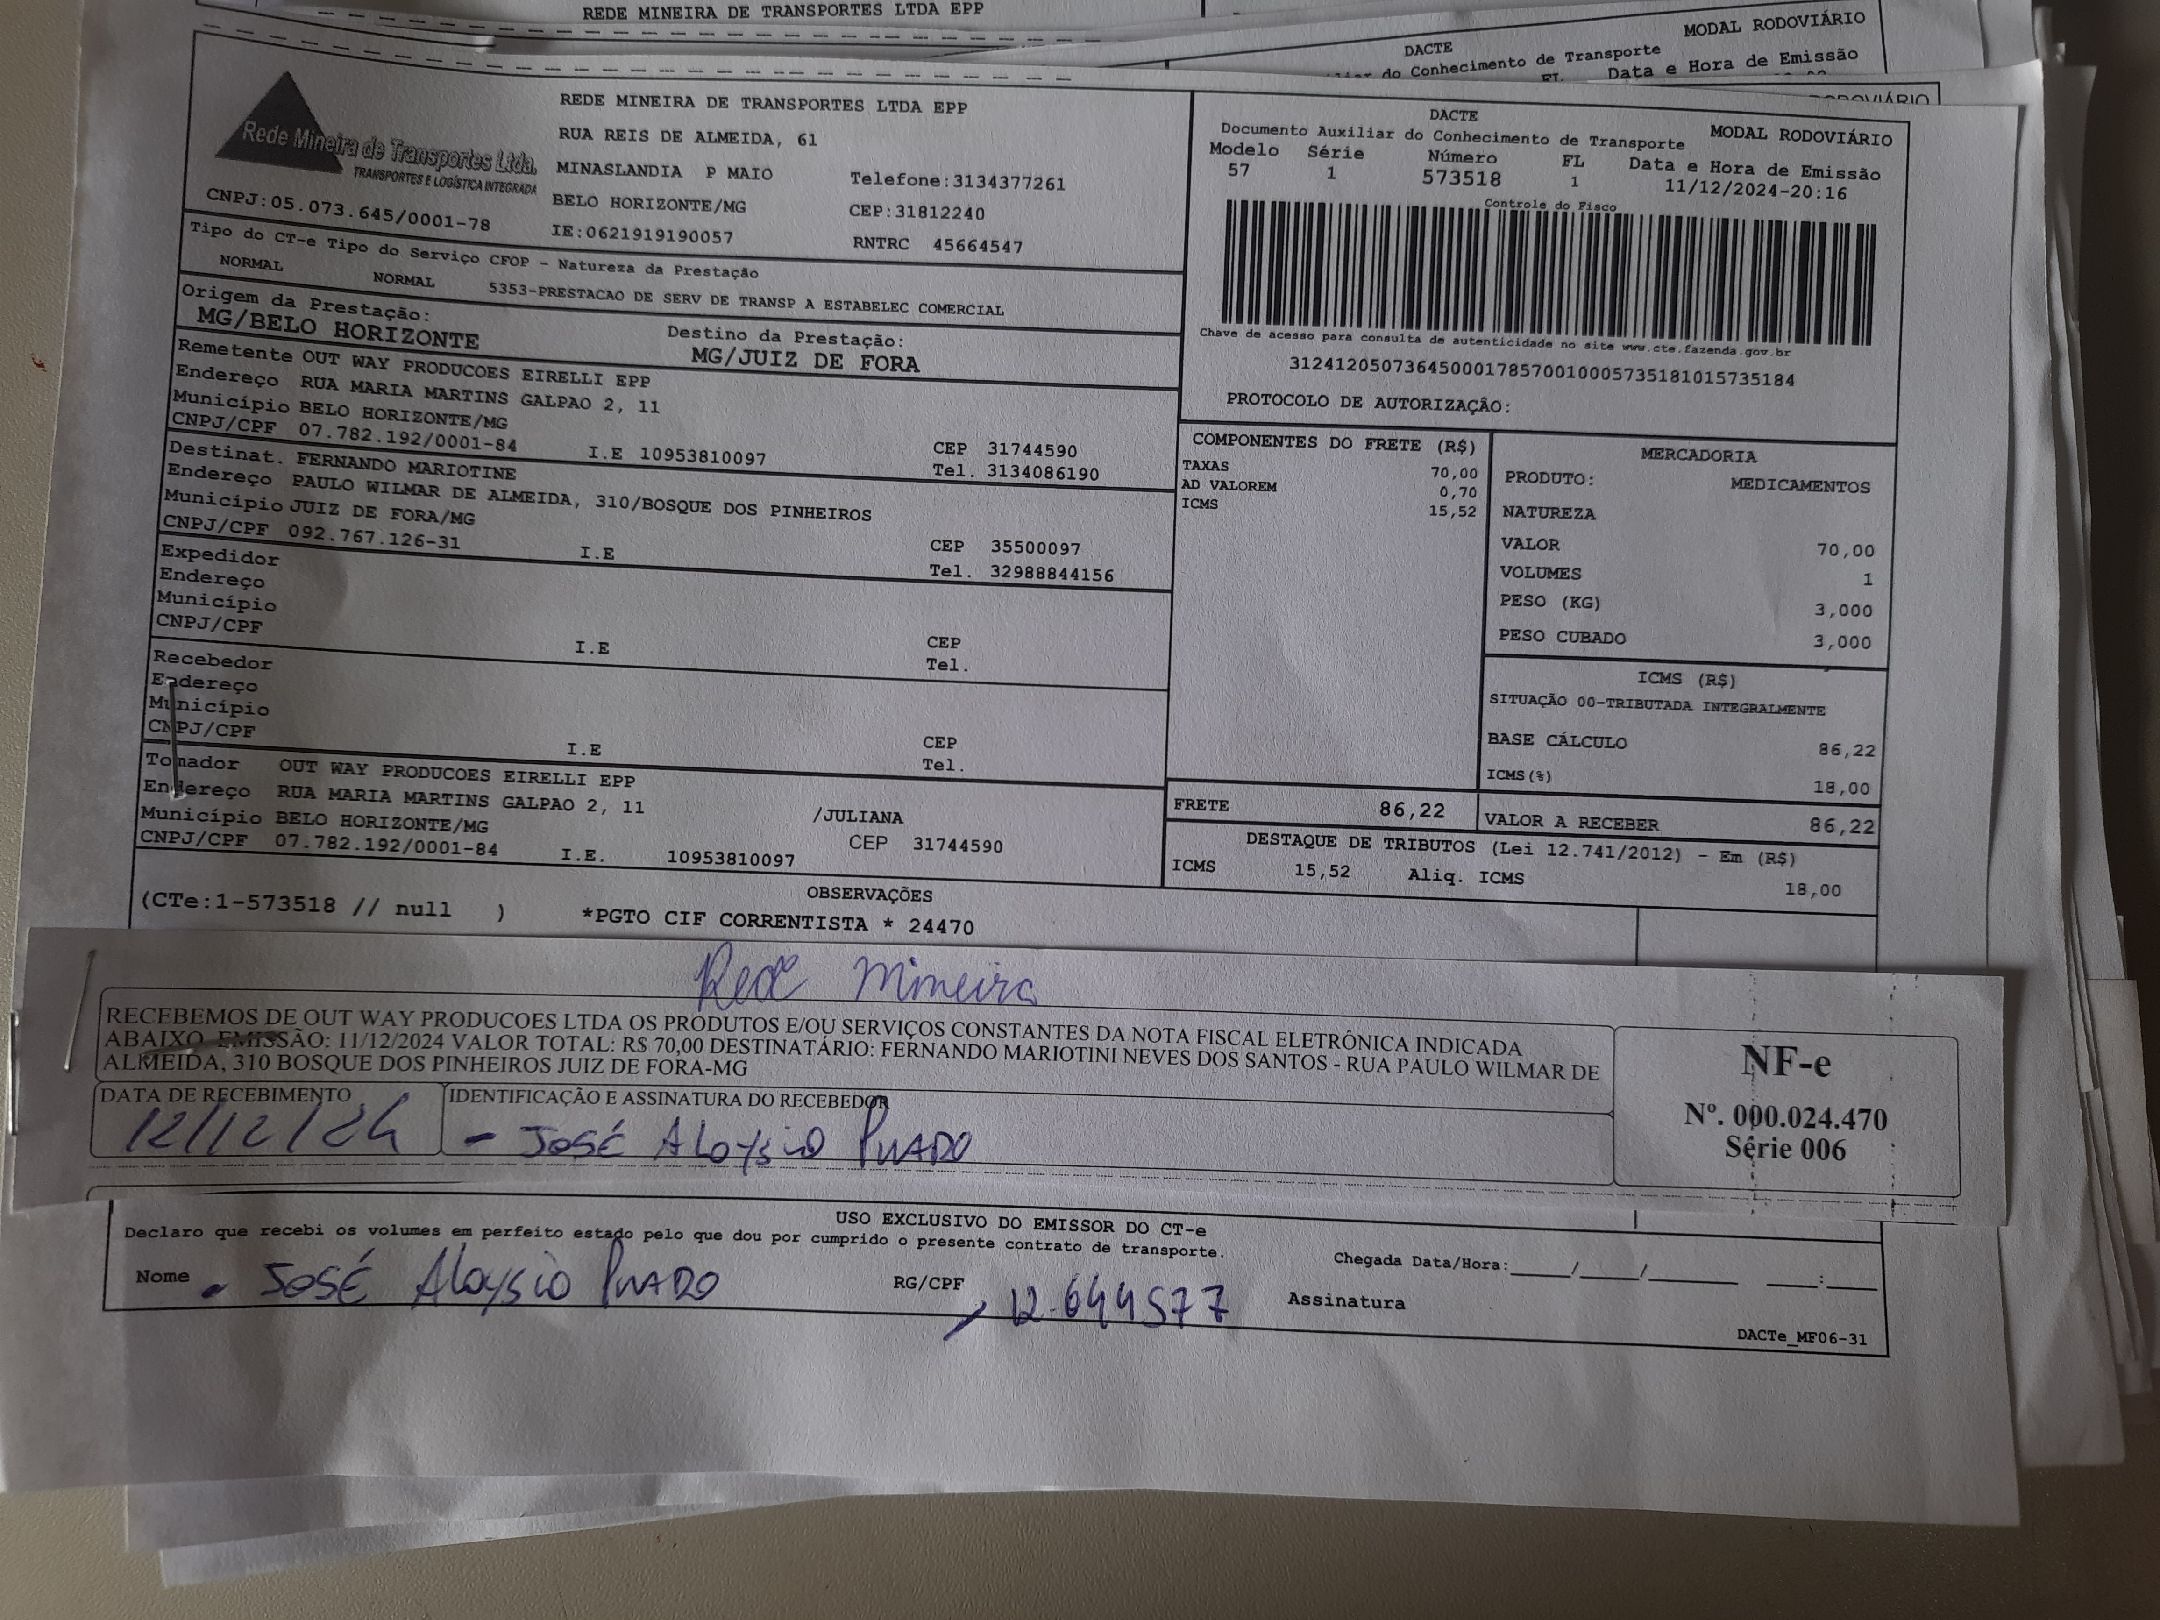 REDE MINEIRA DE TRANSPORTES LTDA EPP
MODAL RODOVIÁRIO
DACTE
do Conhecimento de Transporte
FL Data e Hora de Emissão
RODOVIÁRIO
Rede Mineira de Transportes Ltda.
TRANSPORTES E LOGÍSTICA INTEGRADA
CNPJ:05.073.645/0001-78
REDE MINEIRA DE TRANSPORTES LTDA EPP
RUA REIS DE ALMEIDA, 61
MINASLANDIA P MAIO Telefone:3134377261
BELO HORIZONTE/MG CEP:31812240
IE:0621919190057 RNTRC 45664547
DACTE
Documento Auxiliar do Conhecimento de Transporte MODAL RODOVIÁRIO
Modelo Série Número FL Data e Hora de Emissão
57 1 573518 1 11/12/2024-20:16
Controle do Fisco
Chave de acesso para consulta de autenticidade no site www.cte.fazenda.gov.br
31241205073645000178570010005735181015735184
PROTOCOLO DE AUTORIZAÇÃO:
Tipo do CT-e Tipo do Serviço CFOP - Natureza da Prestação
NORMAL NORMAL 5353-PRESTACAO DE SERV DE TRANSP A ESTABELEC COMERCIAL
Origem da Prestação: Destino da Prestação:
MG/BELO HORIZONTE MG/JUIZ DE FORA
Remetente OUT WAY PRODUCOES EIRELLI EPP
Endereço RUA MARIA MARTINS GALPAO 2, 11
Município BELO HORIZONTE/MG CEP 31744590
CNPJ/CPF 07.782.192/0001-84 I.E 10953810097 Tel. 3134086190
Destinat. FERNANDO MARIOTINE
Endereço PAULO WILMAR DE ALMEIDA, 310/BOSQUE DOS PINHEIROS
Município JUIZ DE FORA/MG CEP 35500097
CNPJ/CPF 092.767.126-31 I.E Tel. 32988844156
Expedidor
Endereço
Município CEP
CNPJ/CPF I.E Tel.
Recebedor
Endereço
Município CEP
CNPJ/CPF I.E Tel.
Tomador OUT WAY PRODUCOES EIRELLI EPP
Endereço RUA MARIA MARTINS GALPAO 2, 11 /JULIANA
Município BELO HORIZONTE/MG CEP 31744590
CNPJ/CPF 07.782.192/0001-84 I.E. 10953810097
COMPONENTES DO FRETE (R$)
TAXAS 70,00
AD VALOREM 0,70
ICMS 15,52
MERCADORIA
PRODUTO: MEDICAMENTOS
NATUREZA
VALOR 70,00
VOLUMES 1
PESO (KG) 3,000
PESO CUBADO 3,000
ICMS (R$)
SITUAÇÃO 00-TRIBUTADA INTEGRALMENTE
BASE CÁLCULO 86,22
ICMS(%) 18,00
FRETE 86,22 VALOR A RECEBER 86,22
DESTAQUE DE TRIBUTOS (Lei 12.741/2012) - Em (R$)
ICMS 15,52 Aliq. ICMS 18,00
OBSERVAÇÕES
(CTe:1-573518 // null ) *PGTO CIF CORRENTISTA * 24470
Rede Mineira
RECEBEMOS DE OUT WAY PRODUCOES LTDA OS PRODUTOS E/OU SERVIÇOS CONSTANTES DA NOTA FISCAL ELETRÔNICA INDICADA
ABAIXO. EMISSÃO: 11/12/2024 VALOR TOTAL: R$ 70,00 DESTINATÁRIO: FERNANDO MARIOTINI NEVES DOS SANTOS - RUA PAULO WILMAR DE
ALMEIDA, 310 BOSQUE DOS PINHEIROS JUIZ DE FORA-MG
DATA DE RECEBIMENTO IDENTIFICAÇÃO E ASSINATURA DO RECEBEDOR
12/12/24 - JOSÉ ALOYSIO PRADO
NF-e
Nº. 000.024.470
Série 006
USO EXCLUSIVO DO EMISSOR DO CT-e
Declaro que recebi os volumes em perfeito estado pelo que dou por cumprido o presente contrato de transporte.
Chegada Data/Hora:_____/____/_______ ____:____
Nome JOSÉ ALOYSIO PRADO RG/CPF 12.644577 Assinatura
DACTe_MF06-31